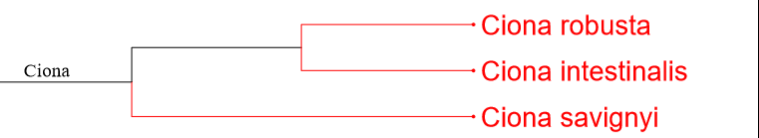 Ciona robusta
Ciona
Ciona intestinalis
Ciona savignyi